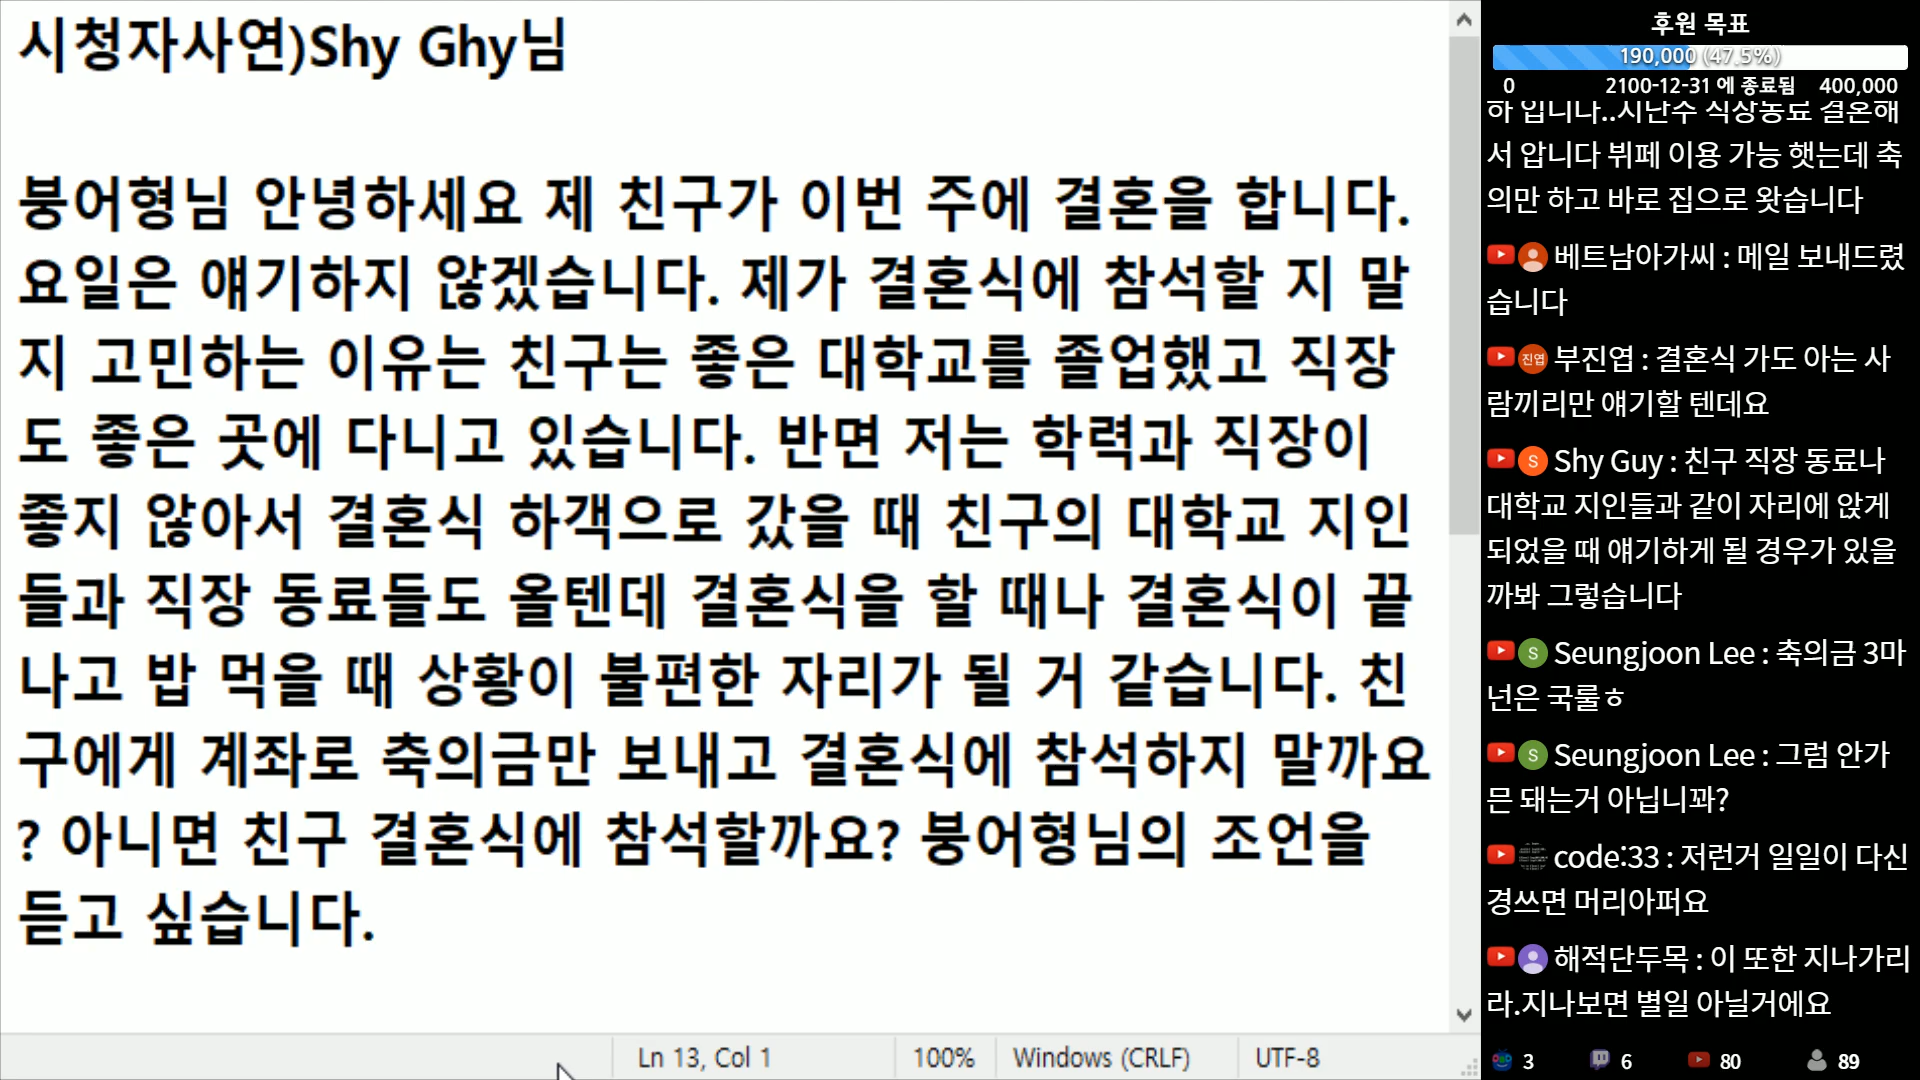 시청자사연)Shy Ghy님
붕어형님 안녕하세요 제 친구가 이번 주에 결혼을 합니다.
요일은 얘기하지 않겠습니다. 제가 결혼식에 참석할 지 말
지 고민하는 이유는 친구는 좋은 대학교를 졸업했고 직장
도 좋은 곳에 다니고 있습니다. 반면 저는 학력과 직장이
좋지 않아서 결혼식 하객으로 갔을 때 친구의 대학교 지인
들과 직장 동료들도 올텐데 결혼식을 할 때나 결혼식이 끝
나고 밥 먹을 때 상황이 불편한 자리가 될 거 같습니다. 친
구에게 계좌로 축의금만 보내고 결혼식에 참석하지 말까요
? 아니면 친구 결혼식에 참석할까요? 붕어형님의 조언을
듣고 싶습니다.
Ln 13, Col 1
100%
Windows (CRLF)
UTF-8
후원 목표
190,000 (47.5%)
0 2100-12-31 에 종료됨 400,000
하 입니다..지난주 직장동료 결혼해
서 압니다 뷔페 이용 가능 햇는데 축
의만 하고 바로 집으로 왓습니다
베트남아가씨 : 메일 보내드렸
습니다
진엽 부진엽 : 결혼식 가도 아는 사
람끼리만 얘기할 텐데요
S Shy Guy : 친구 직장 동료나
대학교 지인들과 같이 자리에 앉게
되었을 때 얘기하게 될 경우가 있을
까봐 그렇습니다
S Seungjoon Lee : 축의금 3마
넌은 국룰ㅎ
S Seungjoon Lee : 그럼 안가
믄 돼는거 아닙니꽈?
code:33 : 저런거 일일이 다신
경쓰면 머리아퍼요
해적단두목 : 이 또한 지나가리
라.지나보면 별일 아닐거에요
3 6 80 89